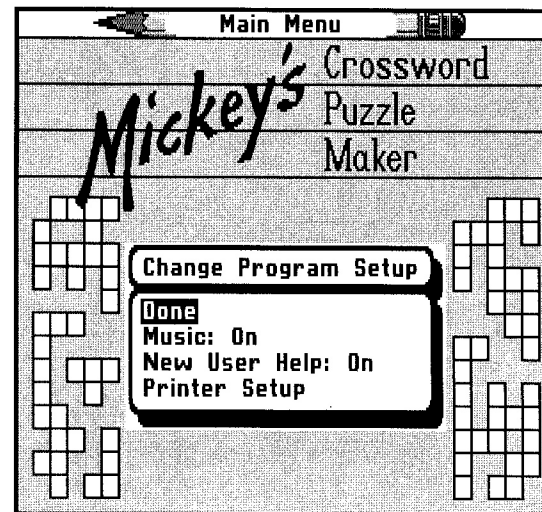 Main Menu
Mickey's Crossword
Puzzle
Maker
Change Program Setup
Done
Music: On
New User Help: On
Printer Setup